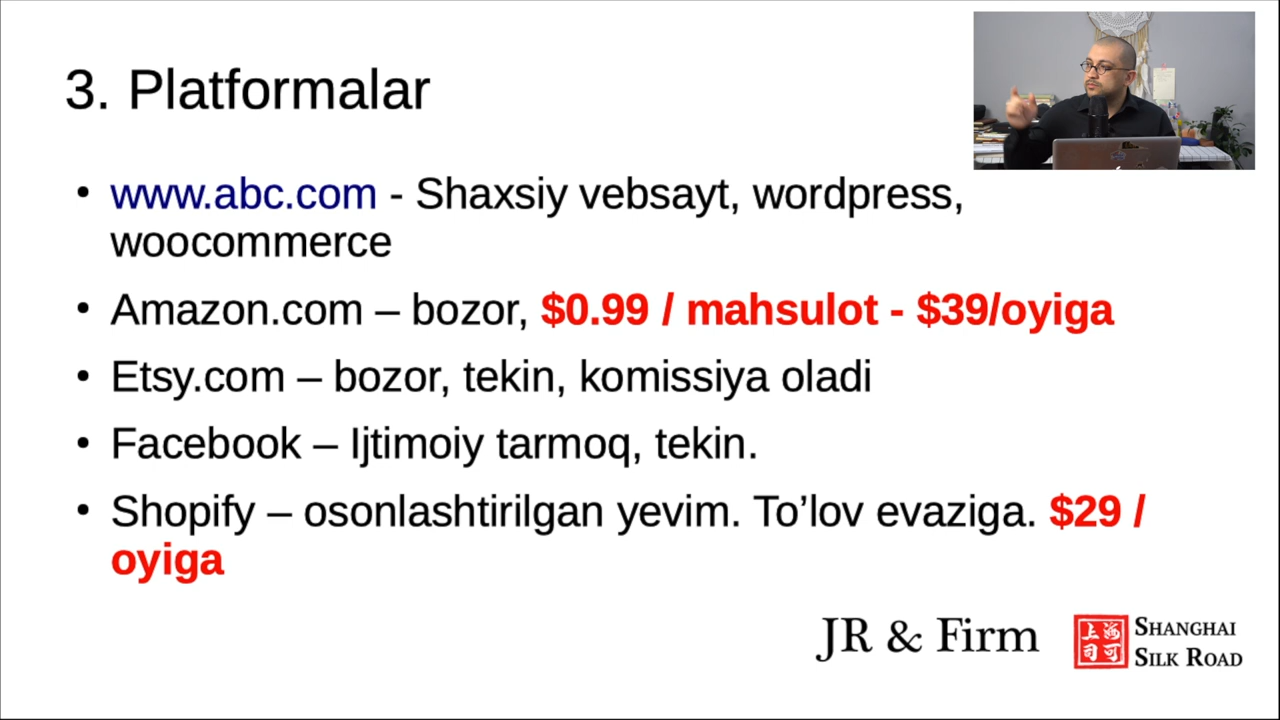 3. Platformalar
• www.abc.com - Shaxsiy vebsayt, wordpress,
woocommerce
• Amazon.com – bozor, $0.99 / mahsulot - $39/oyiga
• Etsy.com – bozor, tekin, komissiya oladi
• Facebook – Ijtimoiy tarmoq, tekin.
• Shopify – osonlashtirilgan yevim. To’lov evaziga. $29 /
oyiga
JR & Firm
SHANGHAI
SILK ROAD